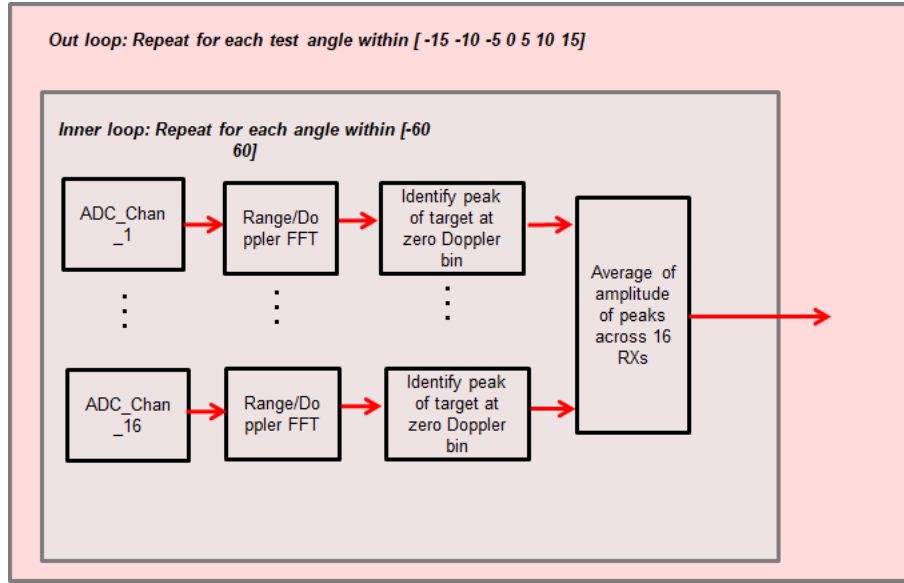 Out loop: Repeat for each test angle within [ -15 -10 -5 0 5 10 15]
Inner loop: Repeat for each angle within [-60
60]
ADC_Chan
_1
Range/Do
ppler FFT
Identify peak
of target at
zero Doppler
bin
Average of
amplitude
of peaks
across 16
RXs
ADC_Chan
_16
Range/Do
ppler FFT
Identify peak
of target at
zero Doppler
bin